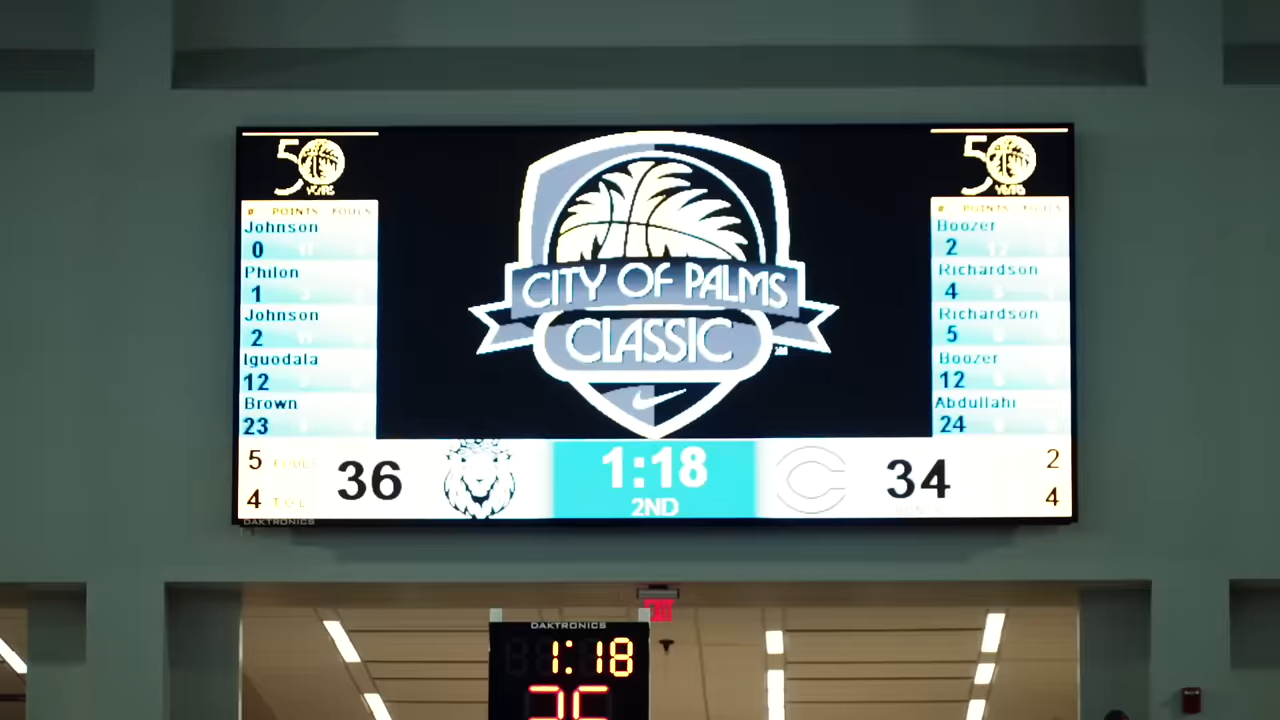 50
YEARS
# POINTS FOULS
Johnson
0 11
Philon
1
Johnson
2
Iguodala
12
Brown
23
CITY OF PALMS
CLASSIC
50
YEARS
# POINTS FOULS
Boozer
2
Richardson
4
Richardson
5
Boozer
12
Abdullahi
24
5 FOULS
4 T.O.L
36
1:18
2ND
C
34
2
4
DAKTRONICS
EXIT
DAKTRONICS
1:18